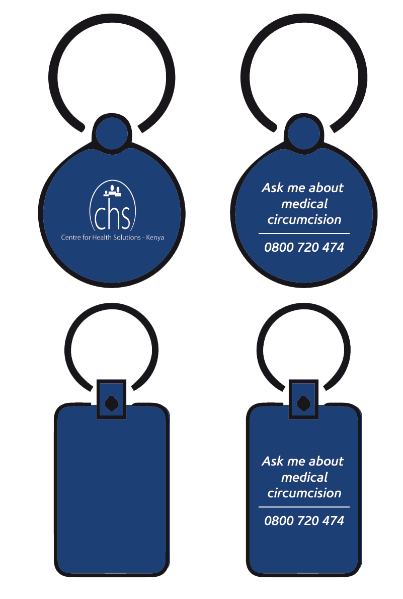 chs
Centre for Health Solutions - Kenya
Ask me about
medical
circumcision
0800 720 474
Ask me about
medical
circumcision
0800 720 474